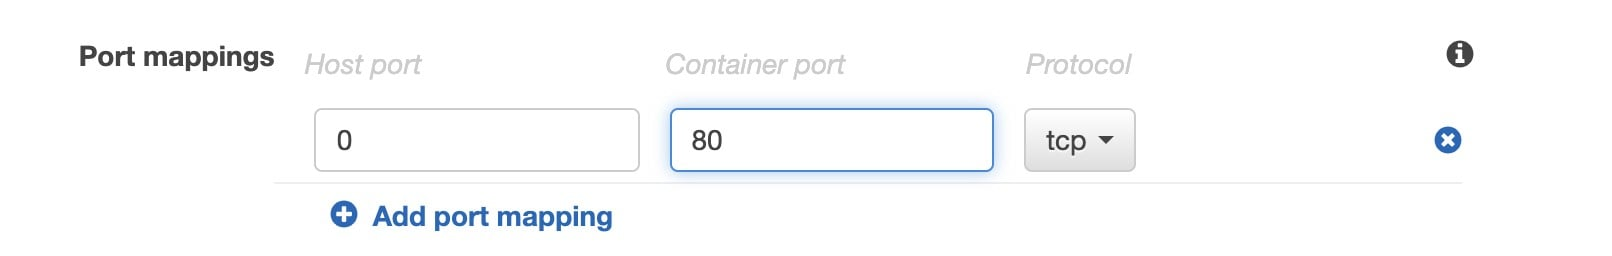 Port mappings Host port Container port Protocol
0 80 tcp
Add port mapping